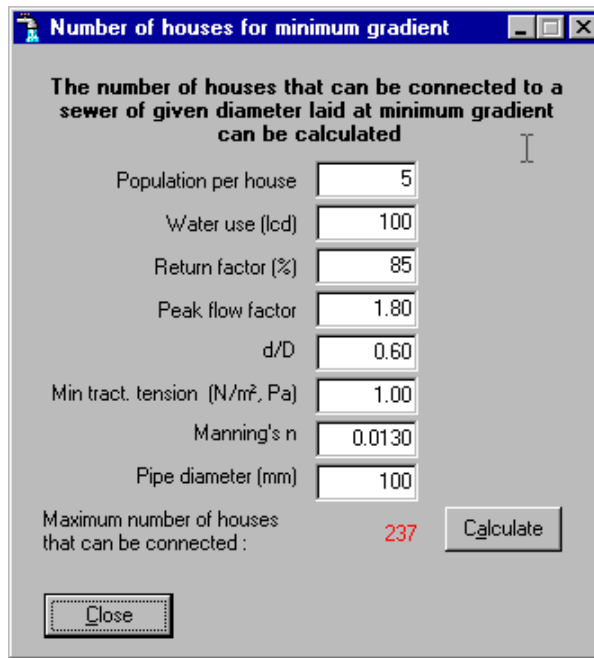 Number of houses for minimum gradient
The number of houses that can be connected to a
sewer of given diameter laid at minimum gradient
can be calculated
Population per house 5
Water use (lcd) 100
Return factor (%) 85
Peak flow factor 1.80
d/D 0.60
Min tract. tension (N/m², Pa) 1.00
Manning's n 0.0130
Pipe diameter (mm) 100
Maximum number of houses
that can be connected : 237 Calculate
Close